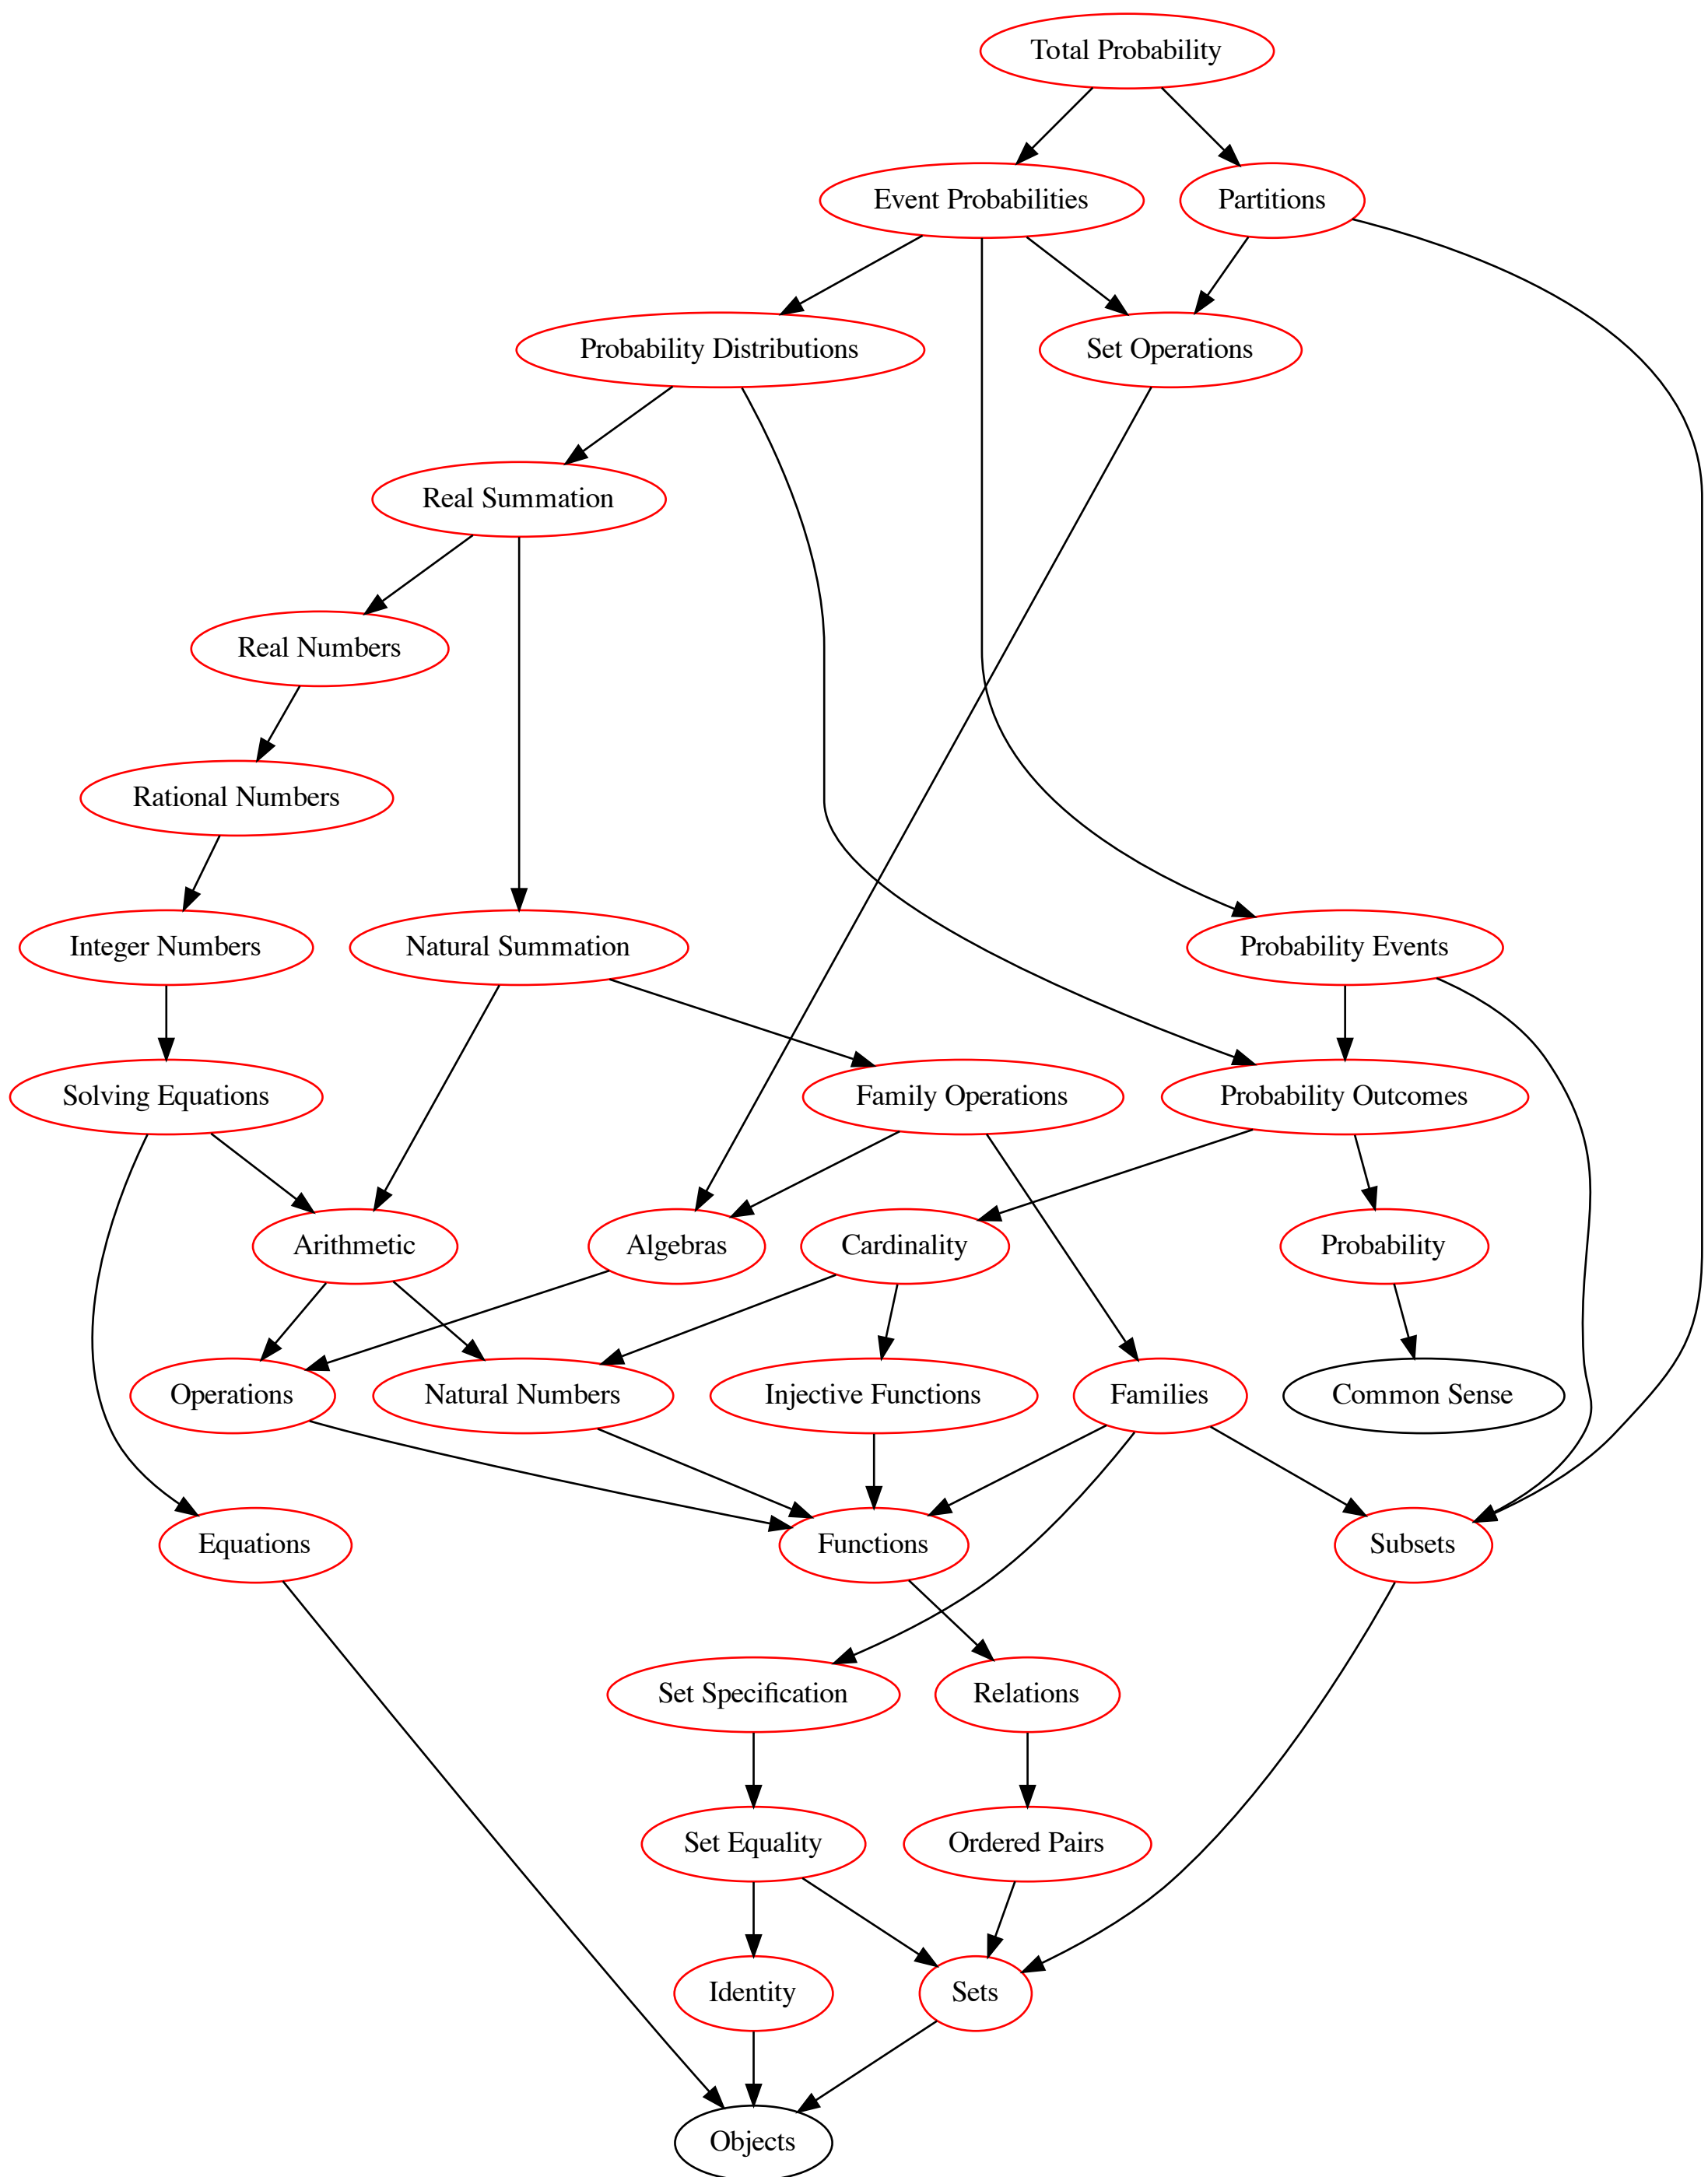 Total Probability
Event Probabilities
Partitions
Probability Distributions
Set Operations
Real Summation
Real Numbers
Rational Numbers
Integer Numbers
Natural Summation
Probability Events
Solving Equations
Family Operations
Probability Outcomes
Arithmetic
Algebras
Cardinality
Probability
Operations
Natural Numbers
Injective Functions
Families
Common Sense
Equations
Functions
Subsets
Set Specification
Relations
Set Equality
Ordered Pairs
Identity
Sets
Objects